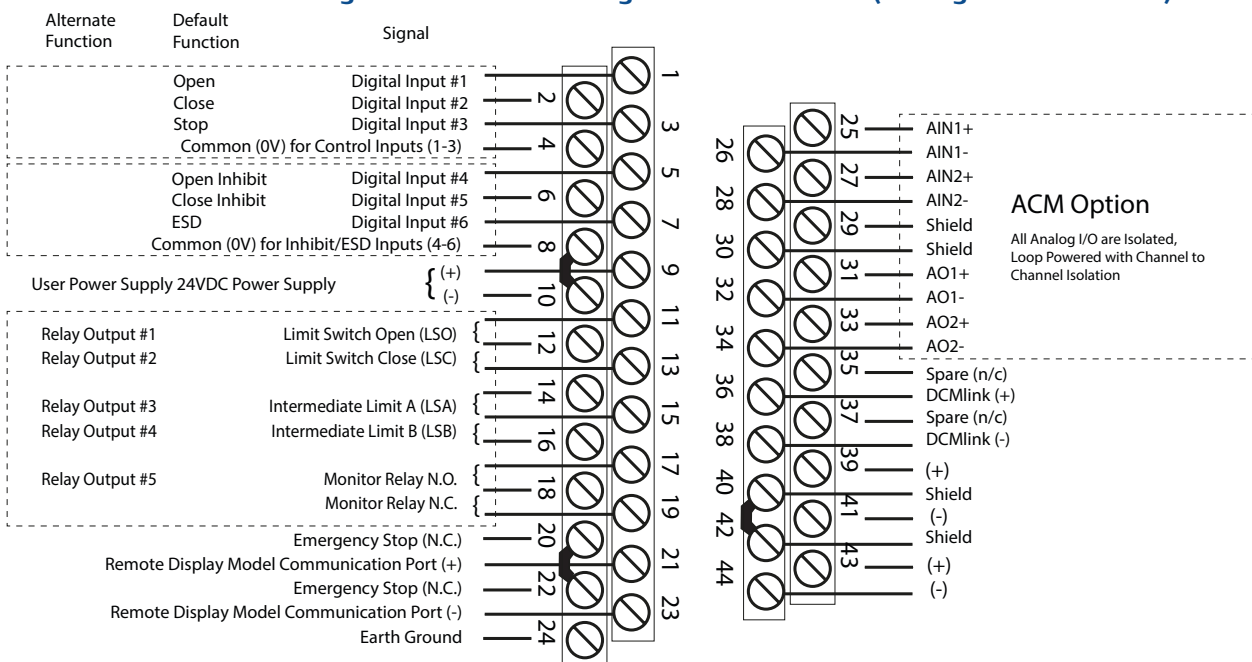 Alternate Function
Default Function
Signal
Open Digital Input #1 1
Close Digital Input #2 2
Stop Digital Input #3 3
Common (0V) for Control Inputs (1-3) 4
Open Inhibit Digital Input #4 5
Close Inhibit Digital Input #5 6
ESD Digital Input #6 7
Common (0V) for Inhibit/ESD Inputs (4-6) 8
User Power Supply 24VDC Power Supply { (+) 9
(-) 10
11
Relay Output #1 Limit Switch Open (LSO) { 12
Relay Output #2 Limit Switch Close (LSC) { 13
14
Relay Output #3 Intermediate Limit A (LSA) { 15
Relay Output #4 Intermediate Limit B (LSB) { 16
17
Relay Output #5 Monitor Relay N.O. { 18
Monitor Relay N.C. { 19
Emergency Stop (N.C.) 20
Remote Display Model Communication Port (+) 21
Emergency Stop (N.C.) 22
Remote Display Model Communication Port (-) 23
Earth Ground 24
25 AIN1+
26 AIN1-
27 AIN2+
28 AIN2-
29 Shield
30 Shield
31 AO1+
32 AO1-
33 AO2+
34 AO2-
ACM Option
All Analog I/O are Isolated,
Loop Powered with Channel to
Channel Isolation
35 Spare (n/c)
36 DCMlink (+)
37 Spare (n/c)
38 DCMlink (-)
39 (+)
40 Shield
41 (-)
42 Shield
43 (+)
44 (-)